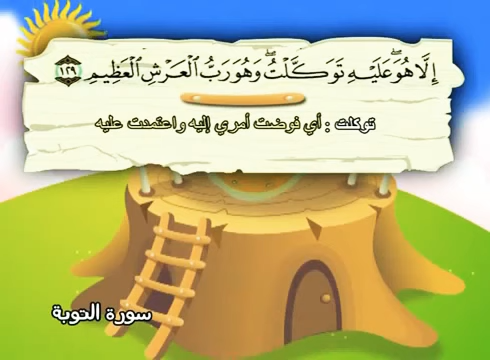 إِلَّا هُوَ ۖ عَلَيْهِ تَوَكَّلْتُ ۖ وَهُوَ رَبُّ الْعَرْشِ الْعَظِيمِ ١٢٩
توكلت : أي فوضت أمري إليه واعتمدت عليه
سورة التوبة